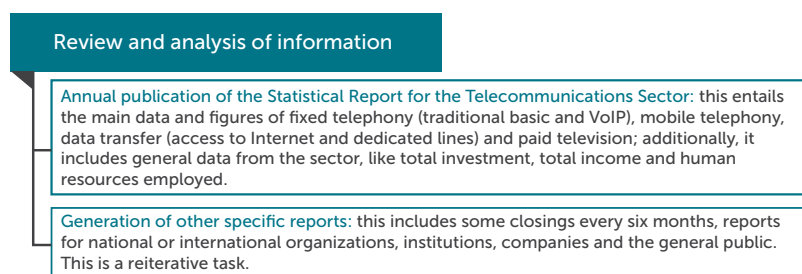 Review and analysis of information
Annual publication of the Statistical Report for the Telecommunications Sector: this entails
the main data and figures of fixed telephony (traditional basic and VoIP), mobile telephony,
data transfer (access to Internet and dedicated lines) and paid television; additionally, it
includes general data from the sector, like total investment, total income and human
resources employed.
Generation of other specific reports: this includes some closings every six months, reports
for national or international organizations, institutions, companies and the general public.
This is a reiterative task.